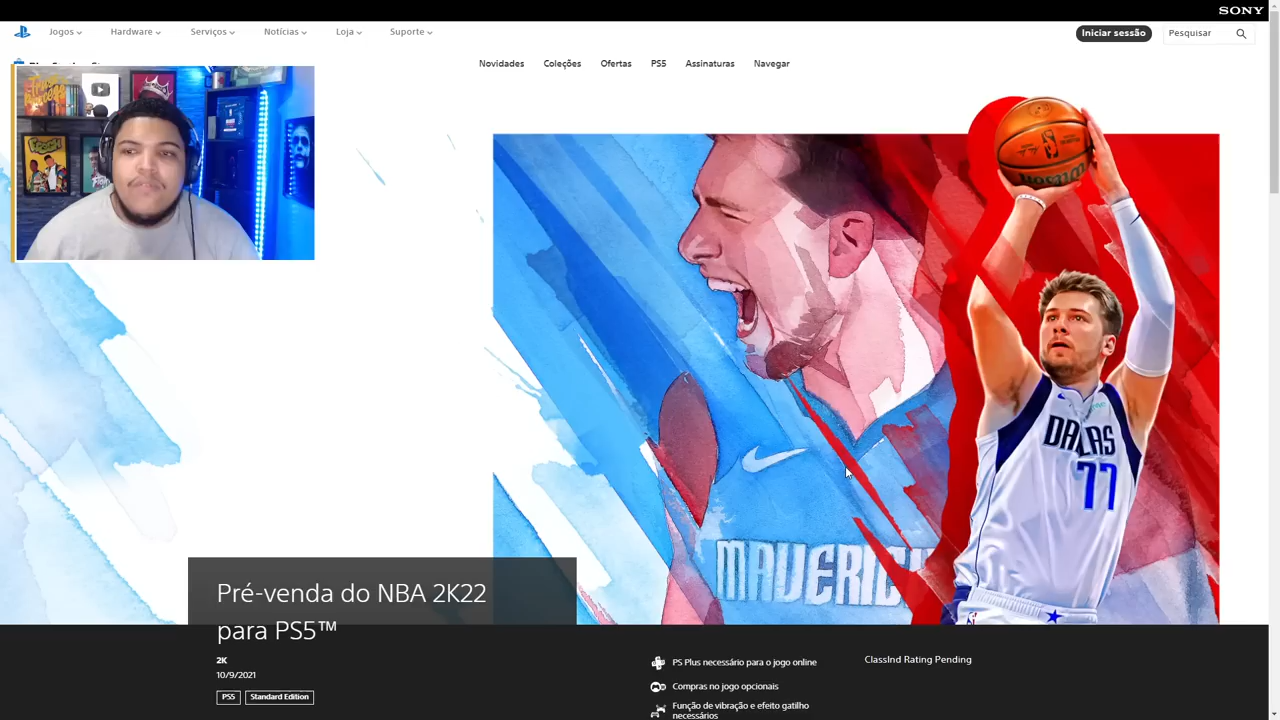 SONY
Jogos
Hardware
Serviços
Notícias
Loja
Suporte
Iniciar sessão
Pesquisar
Novidades
Coleções
Ofertas
PS5
Assinaturas
Navegar
DALLAS
77
MAVERICK
Pré-venda do NBA 2K22
para PS5™
2K
10/9/2021
PS5
Standard Edition
PS Plus necessário para o jogo online
Compras no jogo opcionais
Função de vibração e efeito gatilho
necessários
ClassInd Rating Pending